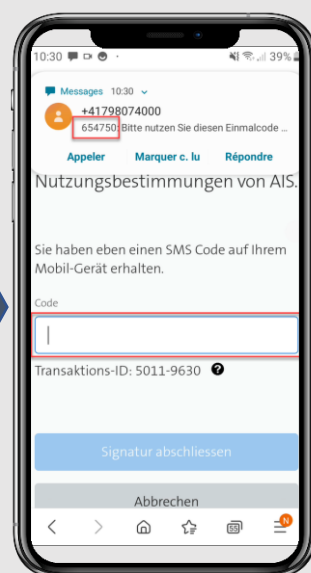 10:30
39%
Messages 10:30
+41798074000
654750: Bitte nutzen Sie diesen Einmalcode ...
Appeler Marquer c. lu Répondre
Nutzungsbestimmungen von AIS.
Sie haben eben einen SMS Code auf Ihrem
Mobil-Gerät erhalten.
Code
Transaktions-ID: 5011-9630 ?
Signatur abschliessen
Abbrechen
55 N